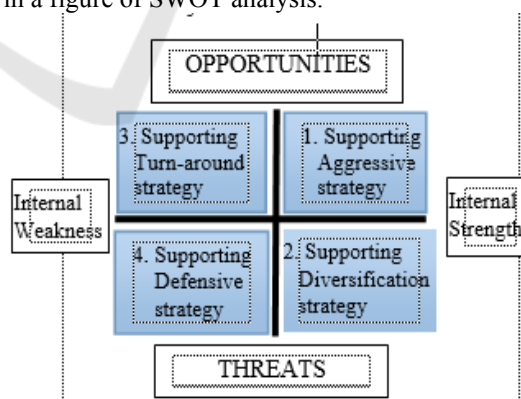 in a figure of SWOT analysis.
OPPORTUNITIES
3. Supporting
Turn-around
strategy
1. Supporting
Aggressive
strategy
Internal
Weakness
Internal
Strength
4. Supporting
Defensive
strategy
2. Supporting
Diversification
strategy
THREATS